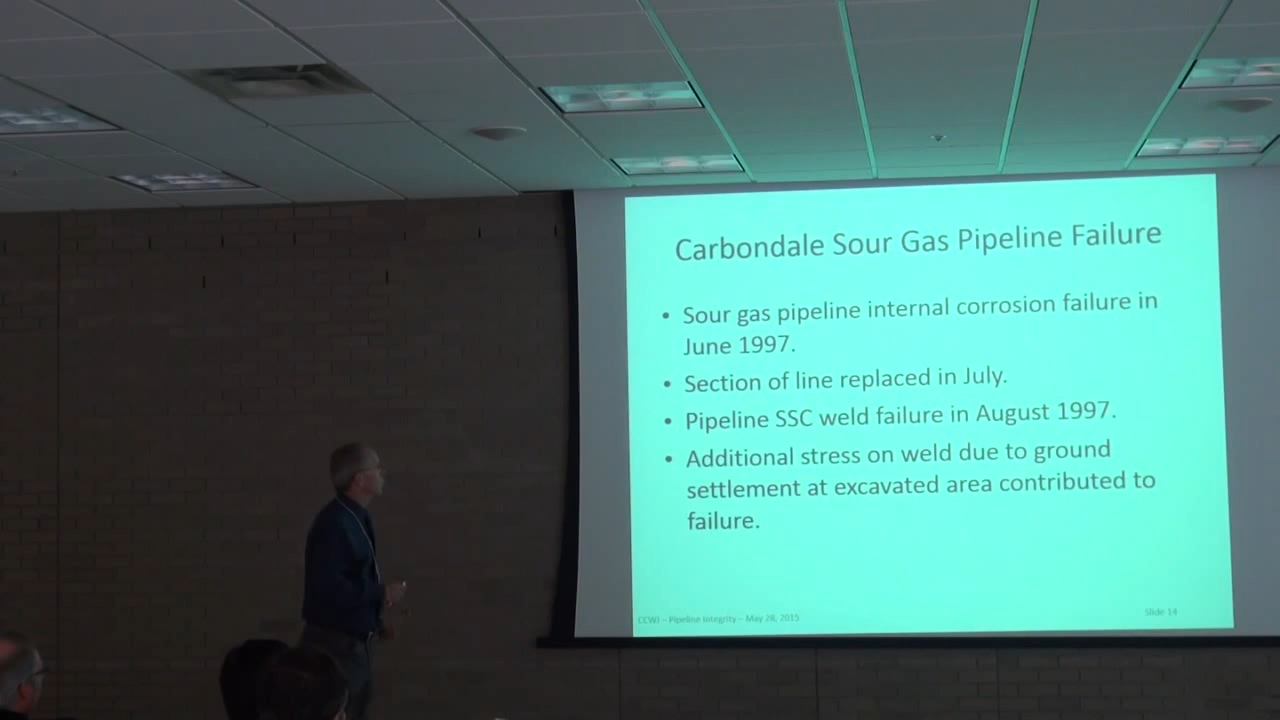 Carbondale Sour Gas Pipeline Failure
• Sour gas pipeline internal corrosion failure in
June 1997.
• Section of line replaced in July.
• Pipeline SSC weld failure in August 1997.
• Additional stress on weld due to ground
settlement at excavated area contributed to
failure.
CCWJ – Pipeline Integrity – May 28, 2015
Slide 14